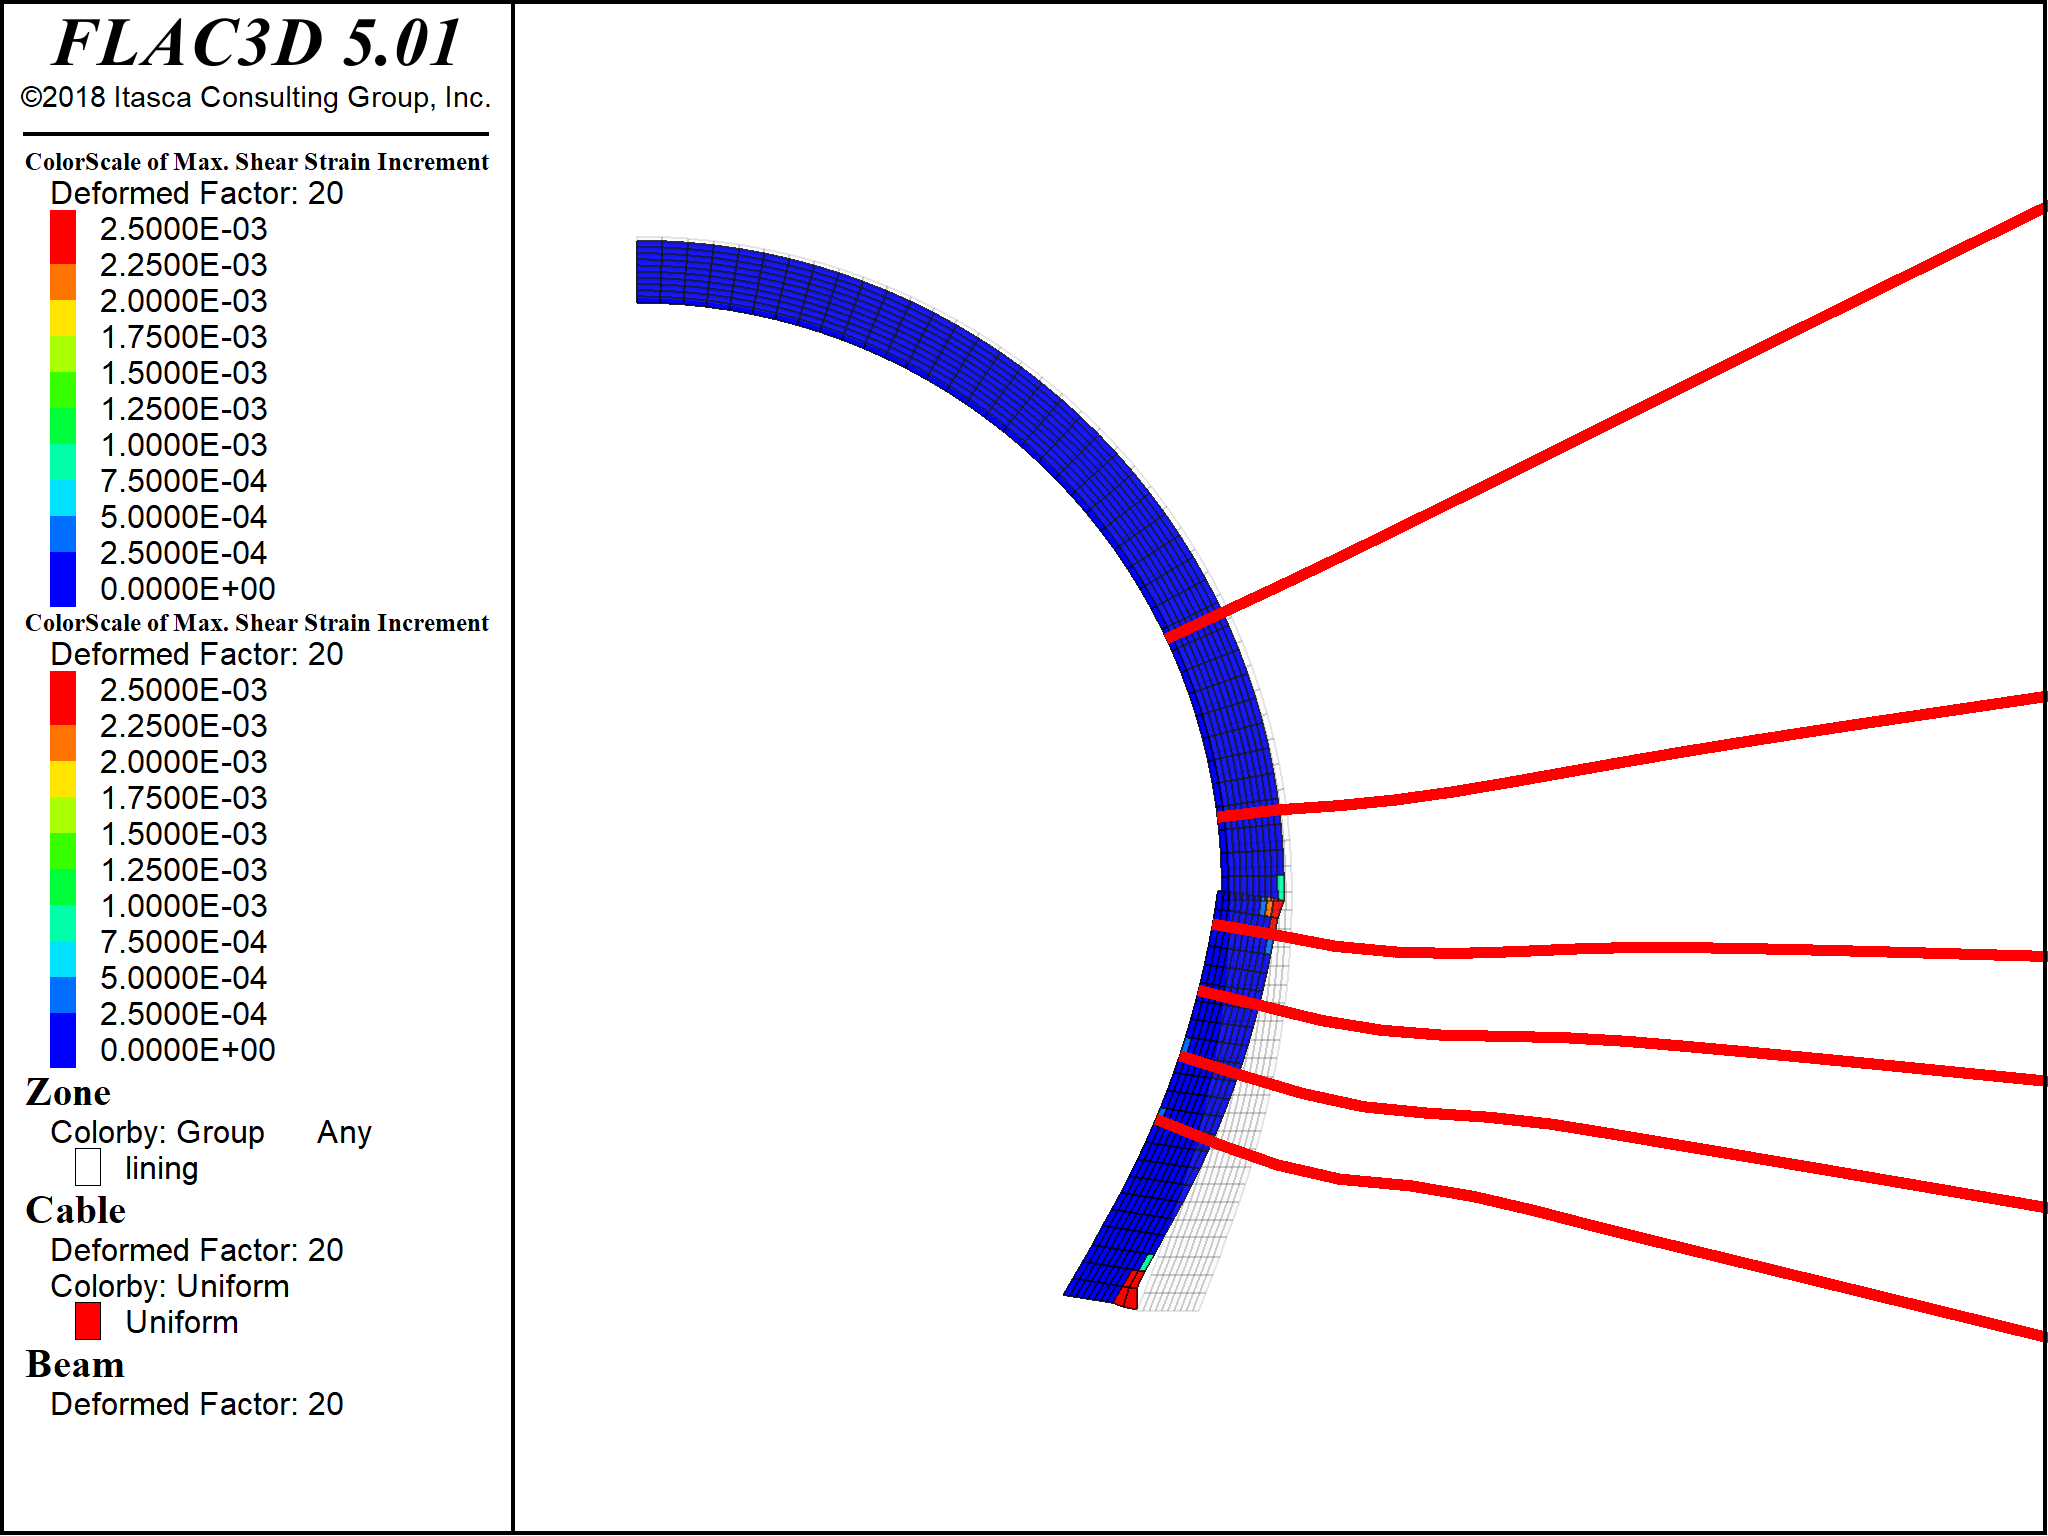 FLAC3D 5.01
©2018 Itasca Consulting Group, Inc.
ColorScale of Max. Shear Strain Increment
Deformed Factor: 20
2.5000E-03
2.2500E-03
2.0000E-03
1.7500E-03
1.5000E-03
1.2500E-03
1.0000E-03
7.5000E-04
5.0000E-04
2.5000E-04
0.0000E+00
ColorScale of Max. Shear Strain Increment
Deformed Factor: 20
2.5000E-03
2.2500E-03
2.0000E-03
1.7500E-03
1.5000E-03
1.2500E-03
1.0000E-03
7.5000E-04
5.0000E-04
2.5000E-04
0.0000E+00
Zone
Colorby: Group Any
lining
Cable
Deformed Factor: 20
Colorby: Uniform
Uniform
Beam
Deformed Factor: 20